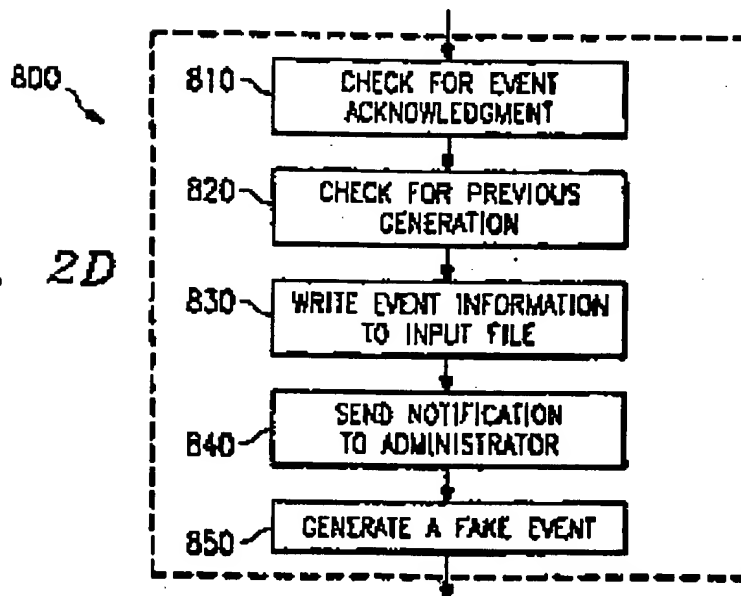 800
810
CHECK FOR EVENT
ACKNOWLEDGMENT
820
CHECK FOR PREVIOUS
GENERATION
2D
830
WRITE EVENT INFORMATION
TO INPUT FILE
840
SEND NOTIFICATION
TO ADMINISTRATOR
850
GENERATE A FAKE EVENT